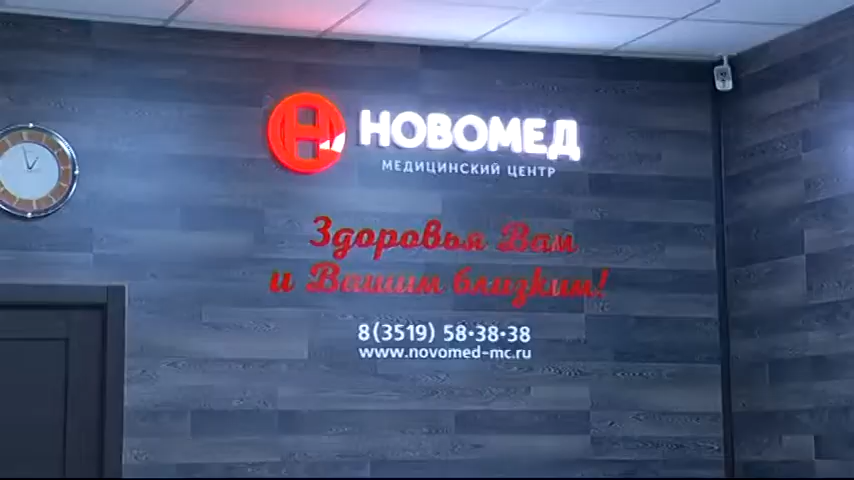 НОВОМЕД
МЕДИЦИНСКИЙ ЦЕНТР
Здоровья Вам
и Вашим близким!
8(3519) 58•38•38
www.novomed-mc.ru